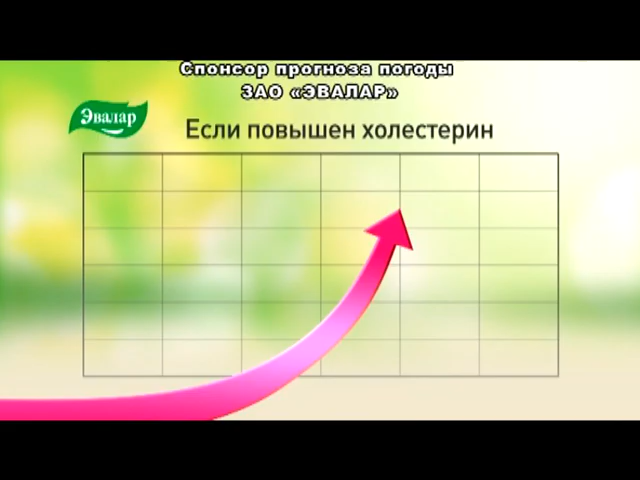 Спонсор прогноза погоды
ЗАО «ЭВАЛАР»
Эвалар
Если повышен холестерин